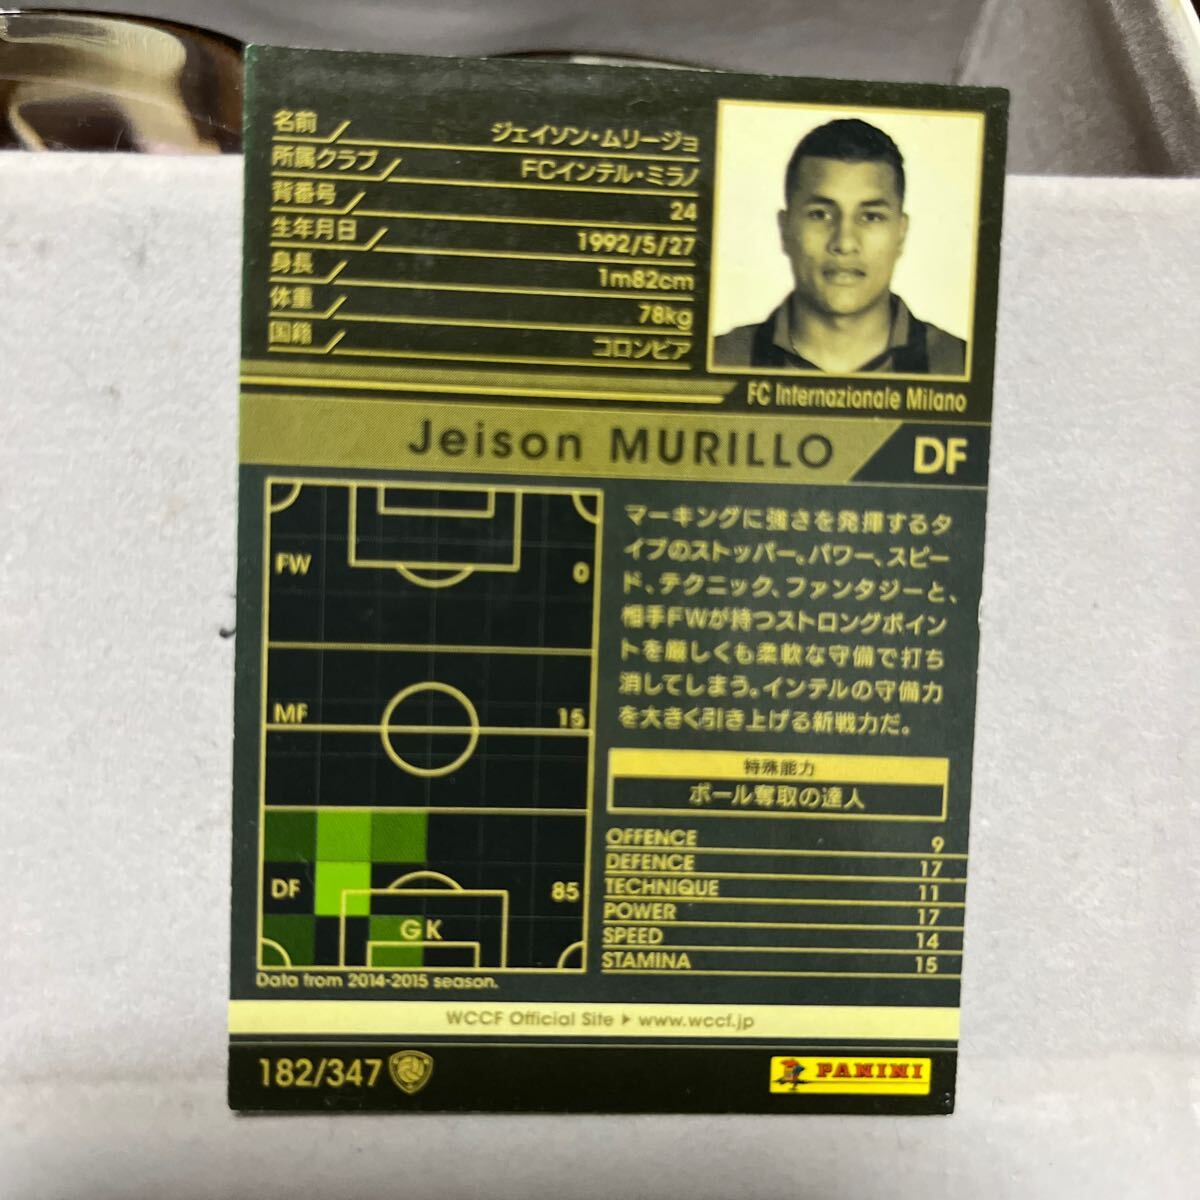 名前 ジェイソン・ムリージョ
所属クラブ FCインテル・ミラノ
背番号 24
生年月日 1992/5/27
身長 1m82cm
体重 78kg
国籍 コロンビア
FC Internazionale Milano
Jeison MURILLO DF
FW 0
MF 15
DF 85
GK
Data from 2014-2015 season.
マーキングに強さを発揮するタ
イプのストッパー。パワー、スピー
ド、テクニック、ファンタジーと、
相手FWが持つストロングポイン
トを厳しくも柔軟な守備で打ち
消してしまう。インテルの守備力
を大きく引き上げる新戦力だ。
特殊能力
ボール奪取の達人
OFFENCE 9
DEFENCE 17
TECHNIQUE 11
POWER 17
SPEED 14
STAMINA 15
WCCF Official Site ▶ www.wccf.jp
182/347
PANINI